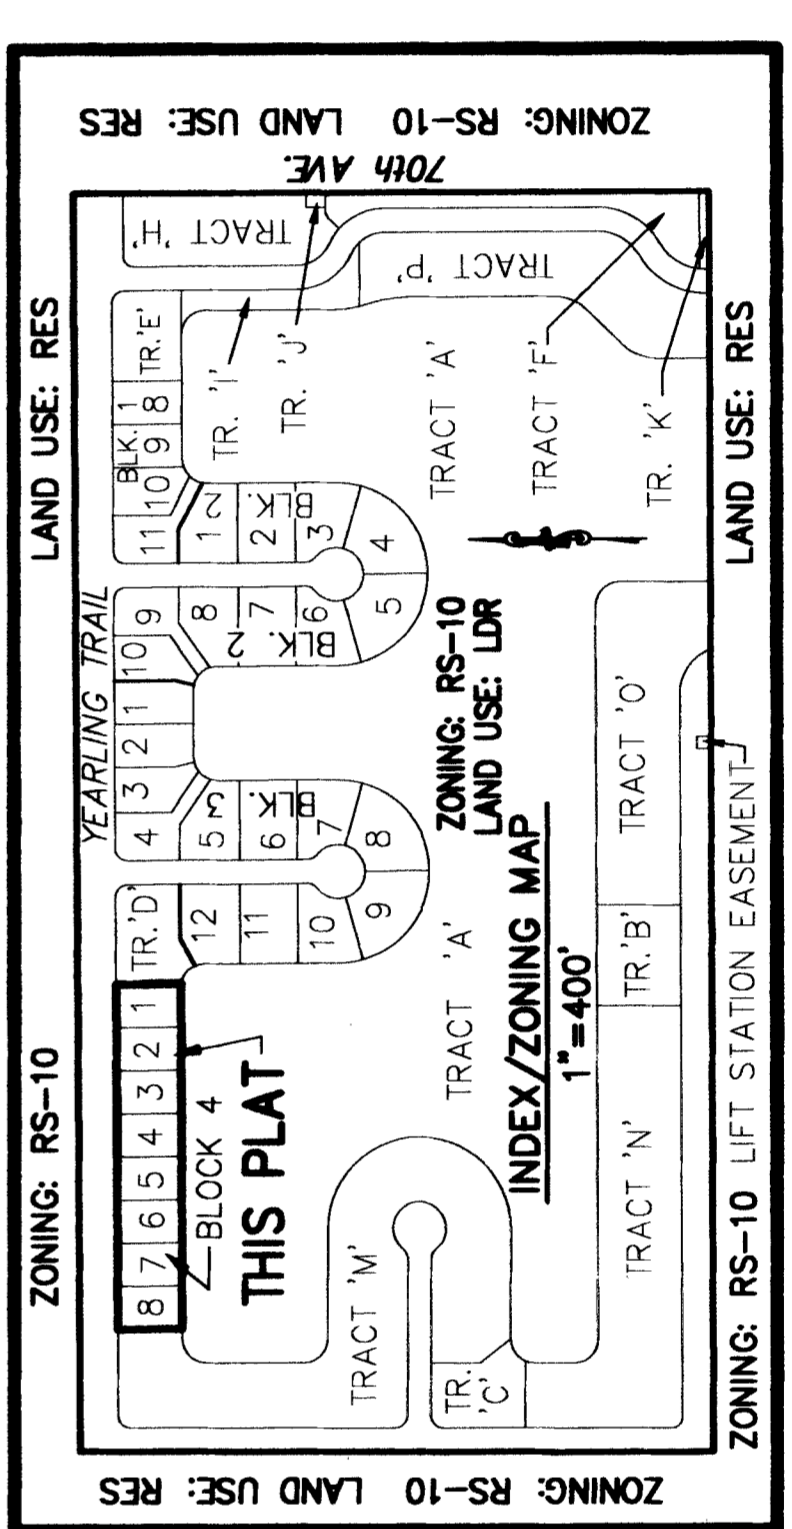 ZONING: RS-10 LAND USE: RES
70th AVE.
TRACT 'H'
TRACT 'P'
LAND USE: RES
TR.'E'
BLK. 1
8
9
10
11
TR. 'I'
TR. 'J'
TRACT 'A'
TRACT 'F'
TR. 'K'
LAND USE: RES
BLK. 2
1
2
3
4
5
6
7
8
9
10
BLK. 2
YEARLING TRAIL
1
2
3
4
5
6
7
8
9
10
11
12
BLK. 3
ZONING: RS-10
LAND USE: LDR
TRACT 'O'
TR.'D'
TR.'B'
INDEX/ZONING MAP
1"=400'
TRACT 'A'
1
2
3
4
5
6
7
8
BLOCK 4
THIS PLAT
TRACT 'M'
TRACT 'N'
TR. 'C'
ZONING: RS-10
LIFT STATION EASEMENT
ZONING: RS-10
ZONING: RS-10 LAND USE: RES